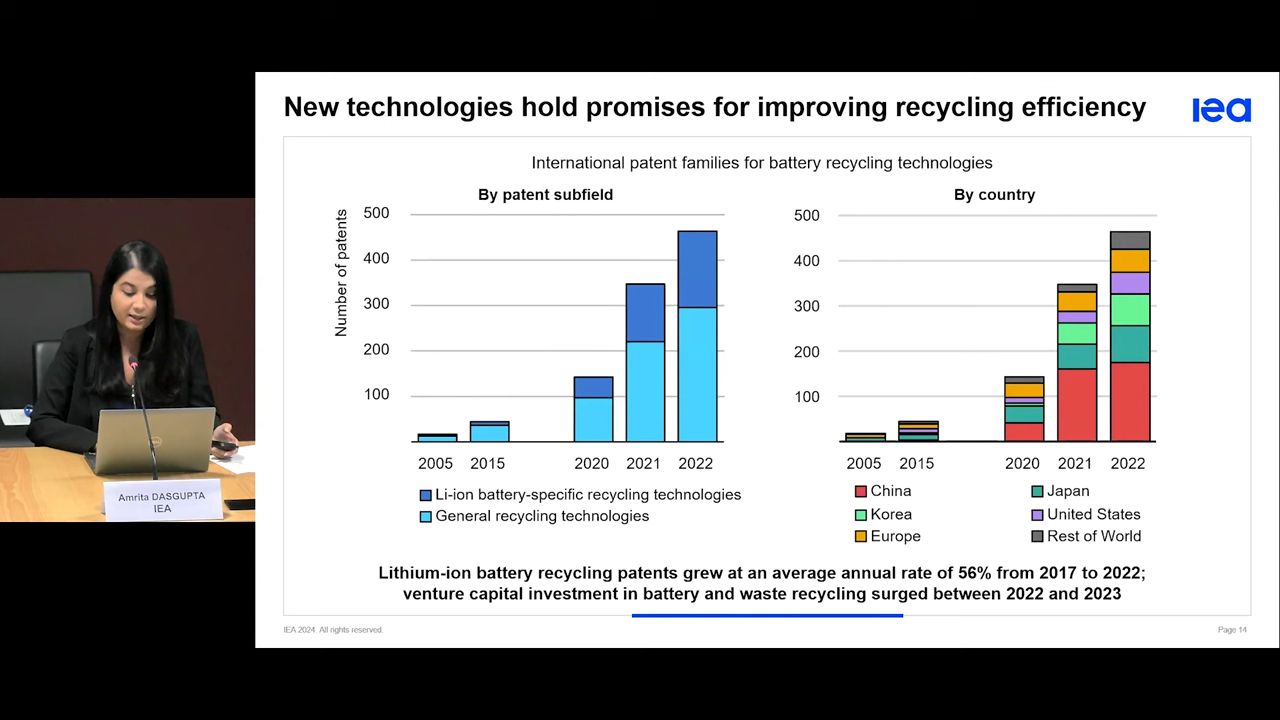 New technologies hold promises for improving recycling efficiency
iea
International patent families for battery recycling technologies
By patent subfield
Number of patents
500
400
300
200
100
2005 2015 2020 2021 2022
Li-ion battery-specific recycling technologies
General recycling technologies
By country
500
400
300
200
100
2005 2015 2020 2021 2022
China Japan
Korea United States
Europe Rest of World
Lithium-ion battery recycling patents grew at an average annual rate of 56% from 2017 to 2022;
venture capital investment in battery and waste recycling surged between 2022 and 2023
IEA 2024. All rights reserved.
Page 14
Amrita DASGUPTA
IEA